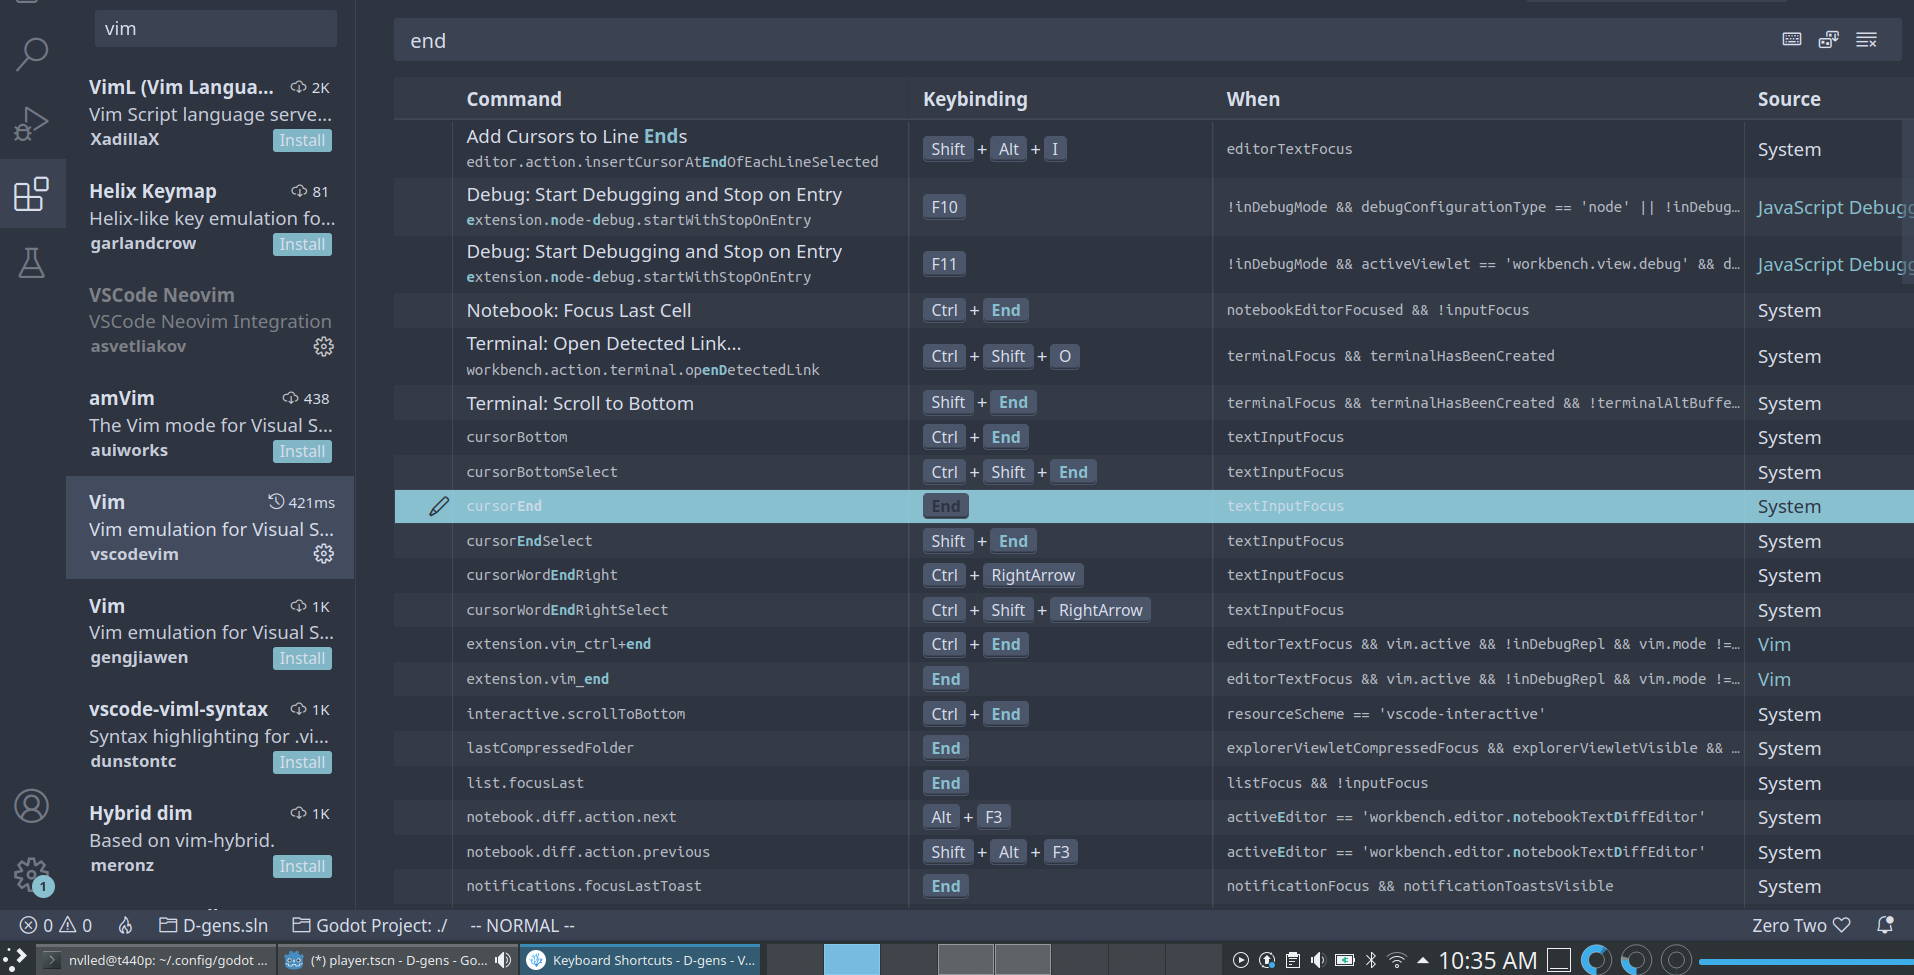 vim
VimL (Vim Langua... 2K
Vim Script language serve...
XadillaX Install
Helix Keymap 81
Helix-like key emulation fo...
garlandcrow Install
VSCode Neovim
VSCode Neovim Integration
asvetliakov
amVim 438
The Vim mode for Visual S...
auiworks Install
Vim 421ms
Vim emulation for Visual S...
vscodevim
Vim 1K
Vim emulation for Visual S...
gengjiawen Install
vscode-viml-syntax 1K
Syntax highlighting for .vi...
dunstontc Install
Hybrid dim 1K
Based on vim-hybrid.
meronz Install
1
end
Command Keybinding When Source
Add Cursors to Line Ends
editor.action.insertCursorAtEndOfEachLineSelected Shift + Alt + I editorTextFocus System
Debug: Start Debugging and Stop on Entry
extension.node-debug.startWithStopOnEntry F10 !inDebugMode && debugConfigurationType == 'node' || !inDebug... JavaScript Debugg
Debug: Start Debugging and Stop on Entry
extension.node-debug.startWithStopOnEntry F11 !inDebugMode && activeViewlet == 'workbench.view.debug' && d... JavaScript Debugg
Notebook: Focus Last Cell Ctrl + End notebookEditorFocused && !inputFocus System
Terminal: Open Detected Link...
workbench.action.terminal.openDetectedLink Ctrl + Shift + O terminalFocus && terminalHasBeenCreated System
Terminal: Scroll to Bottom Shift + End terminalFocus && terminalHasBeenCreated && !terminalAltBuffe... System
cursorBottom Ctrl + End textInputFocus System
cursorBottomSelect Ctrl + Shift + End textInputFocus System
cursorEnd End textInputFocus System
cursorEndSelect Shift + End textInputFocus System
cursorWordEndRight Ctrl + RightArrow textInputFocus System
cursorWordEndRightSelect Ctrl + Shift + RightArrow textInputFocus System
extension.vim_ctrl+end Ctrl + End editorTextFocus && vim.active && !inDebugRepl && vim.mode !=... Vim
extension.vim_end End editorTextFocus && vim.active && !inDebugRepl && vim.mode !=... Vim
interactive.scrollToBottom Ctrl + End resourceScheme == 'vscode-interactive' System
lastCompressedFolder End explorerViewletCompressedFocus && explorerViewletVisible && ... System
list.focusLast End listFocus && !inputFocus System
notebook.diff.action.next Alt + F3 activeEditor == 'workbench.editor.notebookTextDiffEditor' System
notebook.diff.action.previous Shift + Alt + F3 activeEditor == 'workbench.editor.notebookTextDiffEditor' System
notifications.focusLastToast End notificationFocus && notificationToastsVisible System
0 0 D-gens.sln Godot Project: ./ -- NORMAL -- Zero Two
nvlled@t440p: ~/.config/godot ... (*) player.tscn - D-gens - Go... Keyboard Shortcuts - D-gens - V... 10:35 AM